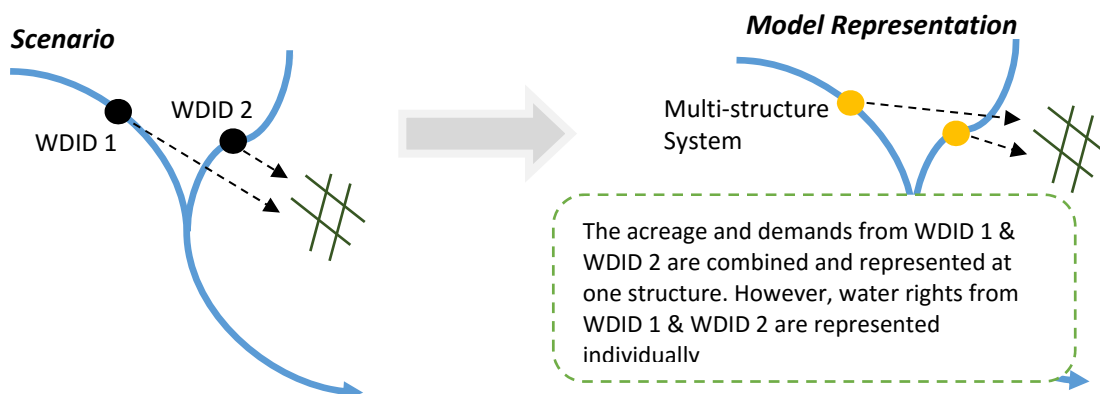 Scenario
WDID 1
WDID 2
Model Representation
Multi-structure
System
The acreage and demands from WDID 1 &
WDID 2 are combined and represented at
one structure. However, water rights from
WDID 1 & WDID 2 are represented
individually